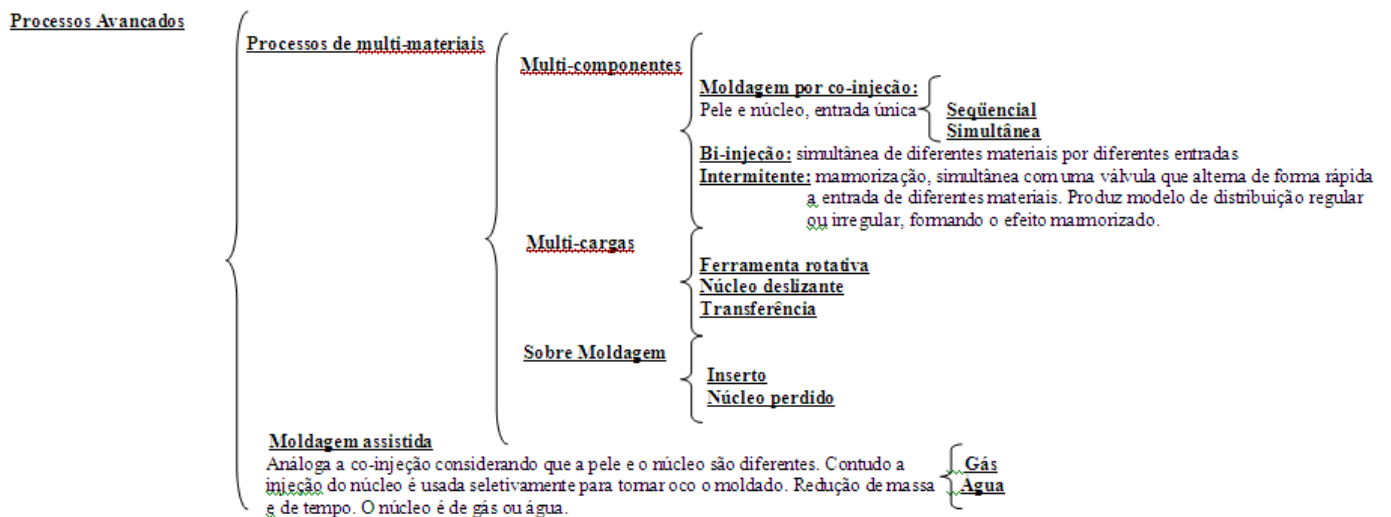 Processos Avançados
Processos de multi-materiais
Multi-componentes
Moldagem por co-injeção:
Pele e núcleo, entrada única
Seqüencial
Simultânea
Bi-injeção: simultânea de diferentes materiais por diferentes entradas
Intermitente: marmorização, simultânea com uma válvula que alterna de forma rápida
a entrada de diferentes materiais. Produz modelo de distribuição regular
ou irregular, formando o efeito marmorizado.
Multi-cargas
Ferramenta rotativa
Núcleo deslizante
Transferência
Sobre Moldagem
Inserto
Núcleo perdido
Moldagem assistida
Análoga a co-injeção considerando que a pele e o núcleo são diferentes. Contudo a
injeção do núcleo é usada seletivamente para tornar oco o moldado. Redução de massa
e de tempo. O núcleo é de gás ou água.
Gás
Agua